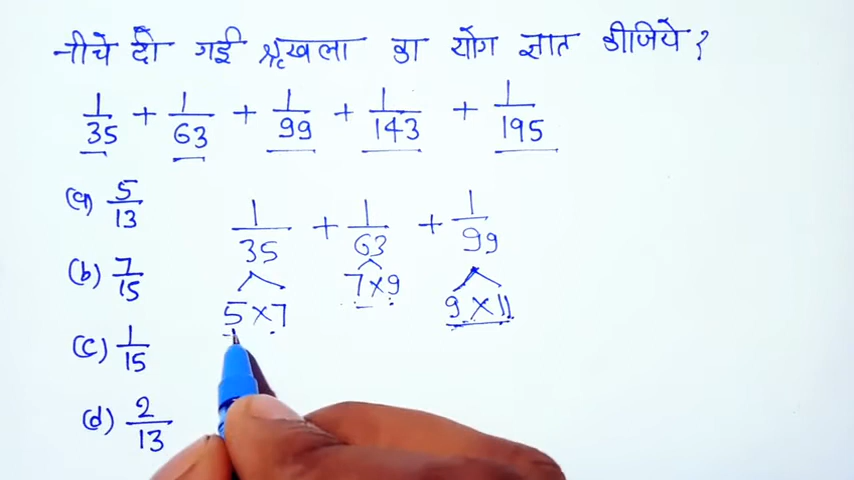 नीचे दी गई श्रृंखला का योग ज्ञात कीजिये ?
1/35 + 1/63 + 1/99 + 1/143 + 1/195
(a) 5/13
1/35 + 1/63 + 1/99
(b) 7/15
5×7 7×9 9×11
(c) 1/15
(d) 2/13